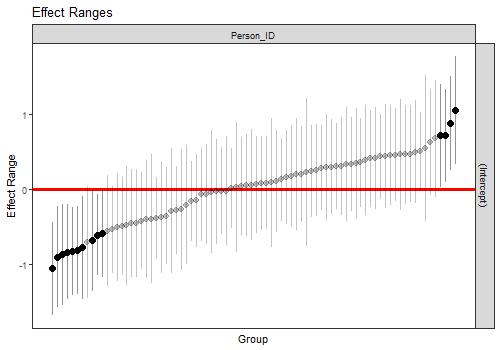 Effect Ranges
Person_ID
Effect Range
1
0
-1
(Intercept)
Group